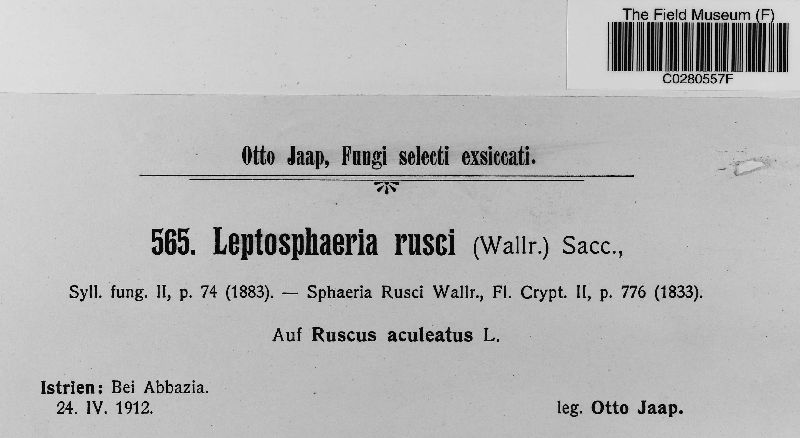 The Field Museum (F)
C0280557F
Otto Jaap, Fungi selecti exsiccati.
565. Leptosphaeria rusci (Wallr.) Sacc.,
Syll. fung. II, p. 74 (1883). — Sphaeria Rusci Wallr., Fl. Crypt. II, p. 776 (1833).
Auf Ruscus aculeatus L.
Istrien: Bei Abbazia.
24. IV. 1912.
leg. Otto Jaap.